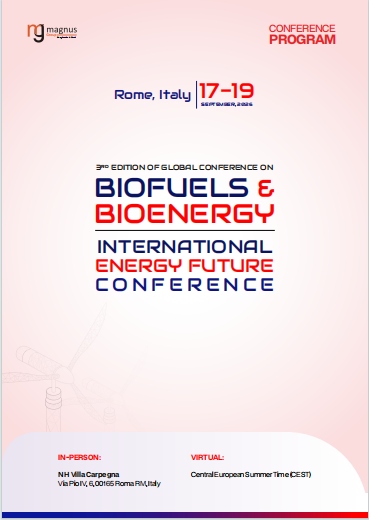 magnus
CONFERENCE
PROGRAM
Rome, Italy
17-19
SEPTEMBER, 2026
3RD EDITION OF GLOBAL CONFERENCE ON
BIOFUELS &
BIOENERGY
INTERNATIONAL
ENERGY FUTURE
CONFERENCE
IN-PERSON:
NH Villa Carpegna
Via Pio IV, 6, 00165 Roma RM, Italy
VIRTUAL:
Central European Summer Time (CEST)